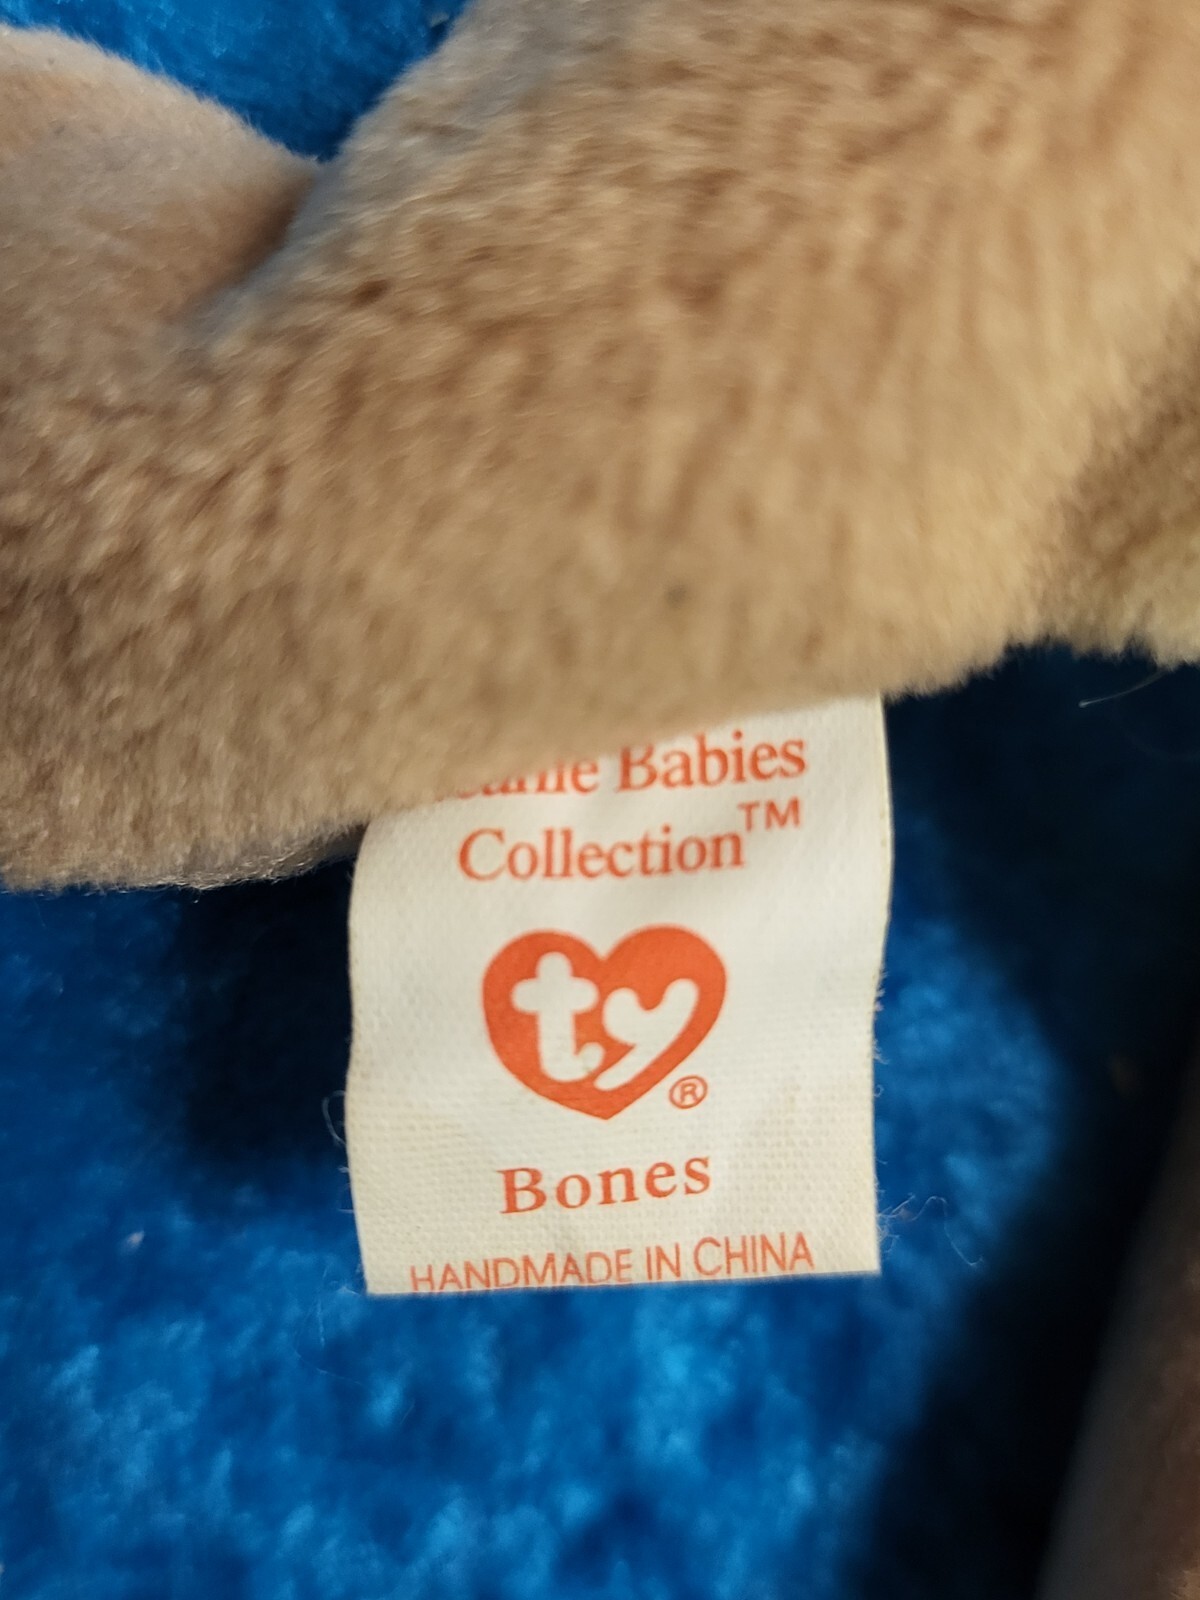 Babies
Collection™
ty®
Bones
HANDMADE IN CHINA